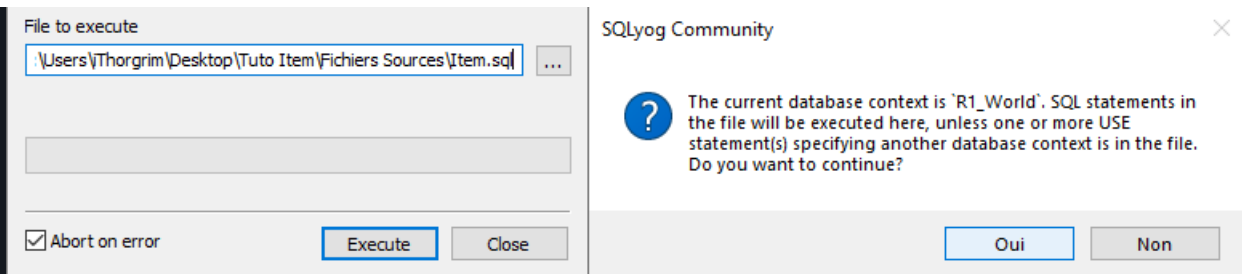 File to execute
:\Users\iThorgrim\Desktop\Tuto Item\Fichiers Sources\Item.sql
...
Abort on error
Execute
Close
SQLyog Community
The current database context is `R1_World`. SQL statements in
the file will be executed here, unless one or more USE
statement(s) specifying another database context is in the file.
Do you want to continue?
Oui
Non